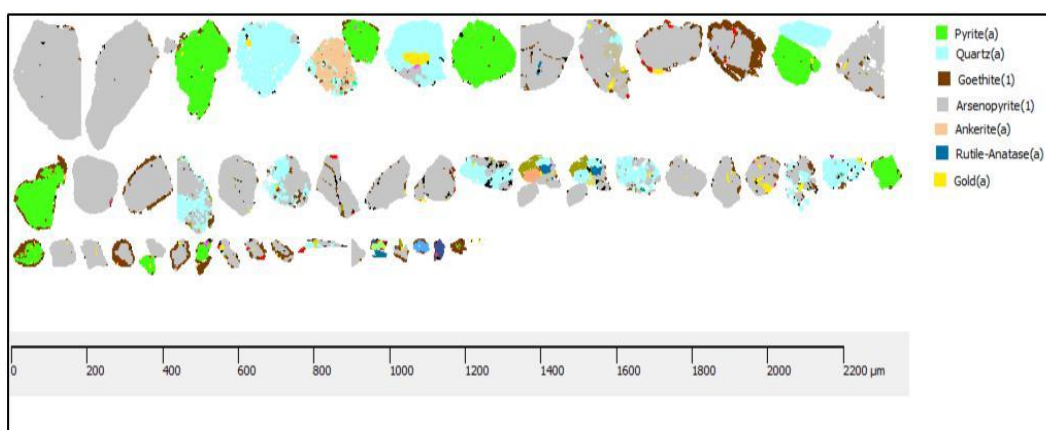 Pyrite(a)
Quartz(a)
Goethite(1)
Arsenopyrite(1)
Ankerite(a)
Rutile-Anatase(a)
Gold(a)
0 200 400 600 800 1000 1200 1400 1600 1800 2000 2200 µm